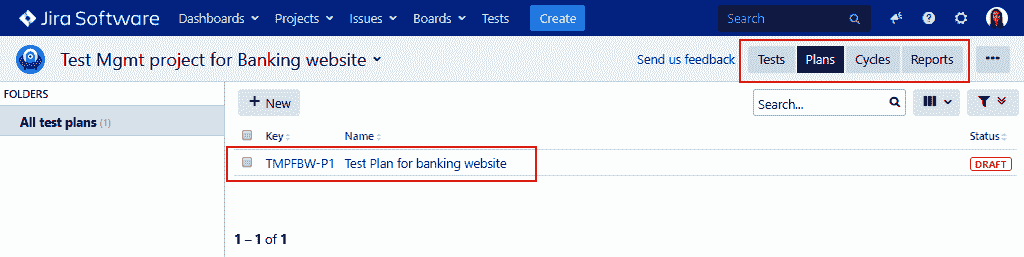 Jira Software Dashboards Projects Issues Boards Tests Create Search
Test Mgmt project for Banking website Send us feedback Tests Plans Cycles Reports •••
FOLDERS
All test plans (1)
+ New Search...
Key Name Status
TMPFBW-P1 Test Plan for banking website DRAFT
1 – 1 of 1